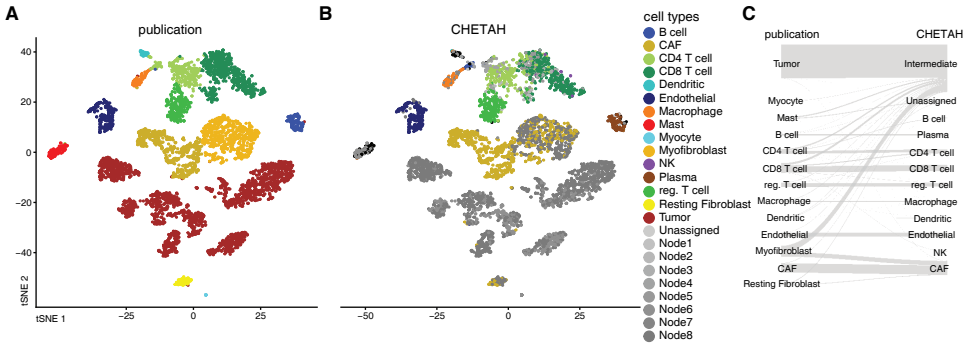 A
publication
40
20
0
−20
−40
tSNE 2
tSNE 1
−25
0
25
B
CHETAH
−50
−25
0
25
cell types
B cell
CAF
CD4 T cell
CD8 T cell
Dendritic
Endothelial
Macrophage
Mast
Myocyte
Myofibroblast
NK
Plasma
reg. T cell
Resting Fibroblast
Tumor
Unassigned
Node1
Node2
Node3
Node4
Node5
Node6
Node7
Node8
C
publication
CHETAH
Tumor
Myocyte
Mast
B cell
CD4 T cell
CD8 T cell
reg. T cell
Macrophage
Dendritic
Endothelial
Myofibroblast
CAF
Resting Fibroblast
Intermediate
Unassigned
B cell
Plasma
CD4 T cell
CD8 T cell
reg. T cell
Macrophage
Dendritic
Endothelial
NK
CAF